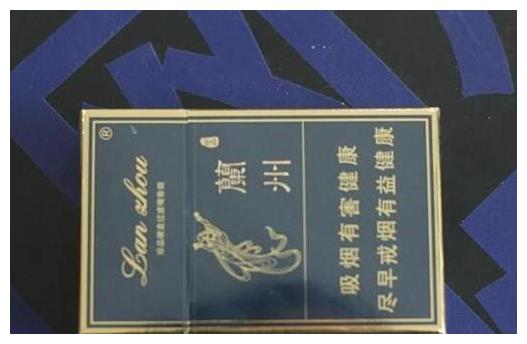 ®
Lan zhou
蘭州
吸烟有害健康
尽早戒烟有益健康